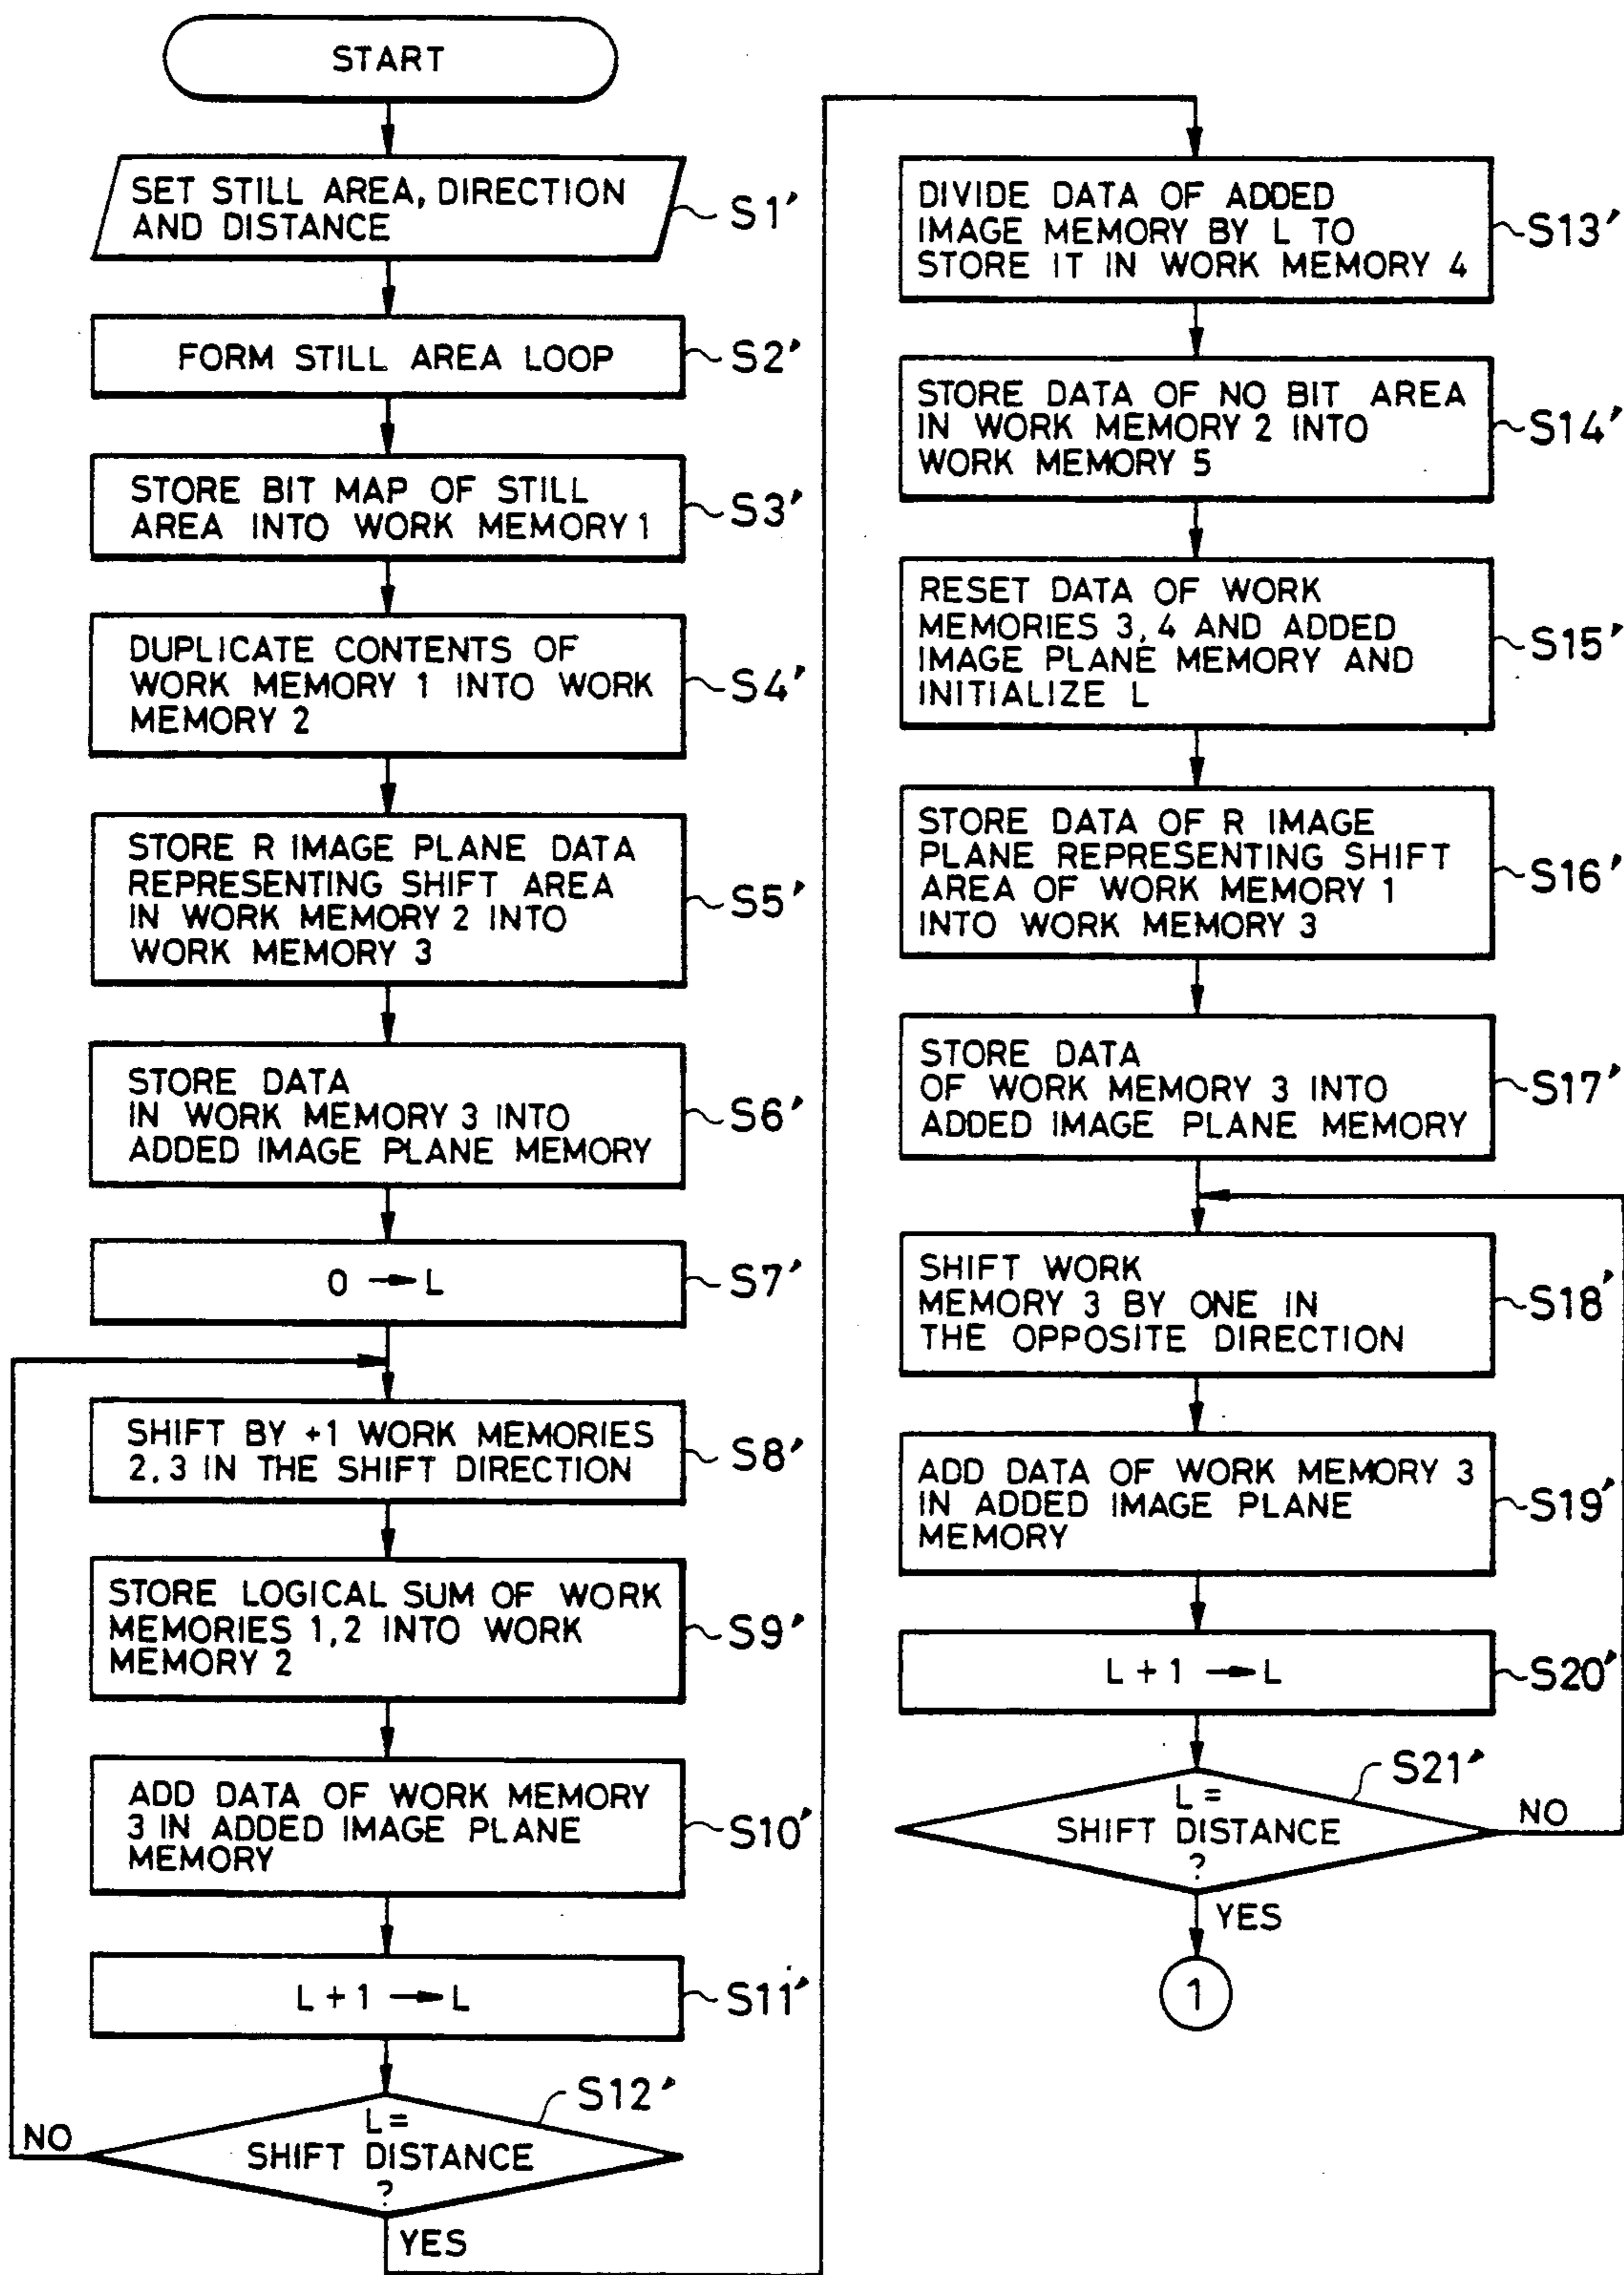 START
SET STILL AREA, DIRECTION
AND DISTANCE
S1'
FORM STILL AREA LOOP
S2'
STORE BIT MAP OF STILL
AREA INTO WORK MEMORY 1
S3'
DUPLICATE CONTENTS OF
WORK MEMORY 1 INTO WORK
MEMORY 2
S4'
STORE R IMAGE PLANE DATA
REPRESENTING SHIFT AREA
IN WORK MEMORY 2 INTO
WORK MEMORY 3
S5'
STORE DATA
IN WORK MEMORY 3 INTO
ADDED IMAGE PLANE MEMORY
S6'
0 → L
S7'
SHIFT BY +1 WORK MEMORIES
2,3 IN THE SHIFT DIRECTION
S8'
STORE LOGICAL SUM OF WORK
MEMORIES 1,2 INTO WORK
MEMORY 2
S9'
ADD DATA OF WORK MEMORY
3 IN ADDED IMAGE PLANE
MEMORY
S10'
L + 1 → L
S11'
S12'
L =
SHIFT DISTANCE
?
NO
YES
DIVIDE DATA OF ADDED
IMAGE MEMORY BY L TO
STORE IT IN WORK MEMORY 4
S13'
STORE DATA OF NO BIT AREA
IN WORK MEMORY 2 INTO
WORK MEMORY 5
S14'
RESET DATA OF WORK
MEMORIES 3,4 AND ADDED
IMAGE PLANE MEMORY AND
INITIALIZE L
S15'
STORE DATA OF R IMAGE
PLANE REPRESENTING SHIFT
AREA OF WORK MEMORY 1
INTO WORK MEMORY 3
S16'
STORE DATA
OF WORK MEMORY 3 INTO
ADDED IMAGE PLANE MEMORY
S17'
SHIFT WORK
MEMORY 3 BY ONE IN
THE OPPOSITE DIRECTION
S18'
ADD DATA OF WORK MEMORY 3
IN ADDED IMAGE PLANE
MEMORY
S19'
L + 1 → L
S20'
S21'
L =
SHIFT DISTANCE
?
NO
YES
1